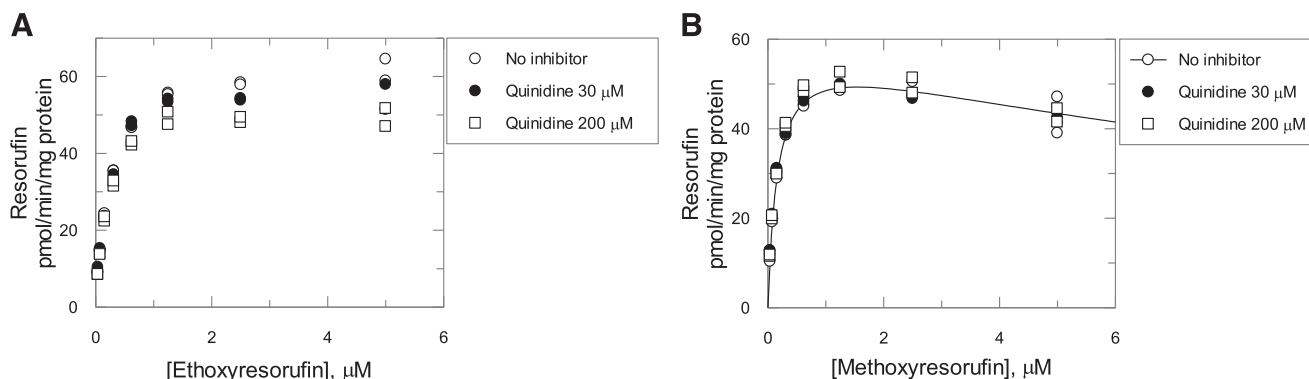 A
Resorufin
pmol/min/mg protein
60
40
20
0
0
2
4
6
[Ethoxyresorufin], μM
No inhibitor
Quinidine 30 μM
Quinidine 200 μM
B
Resorufin
pmol/min/mg protein
60
40
20
0
0
2
4
6
[Methoxyresorufin], μM
No inhibitor
Quinidine 30 μM
Quinidine 200 μM